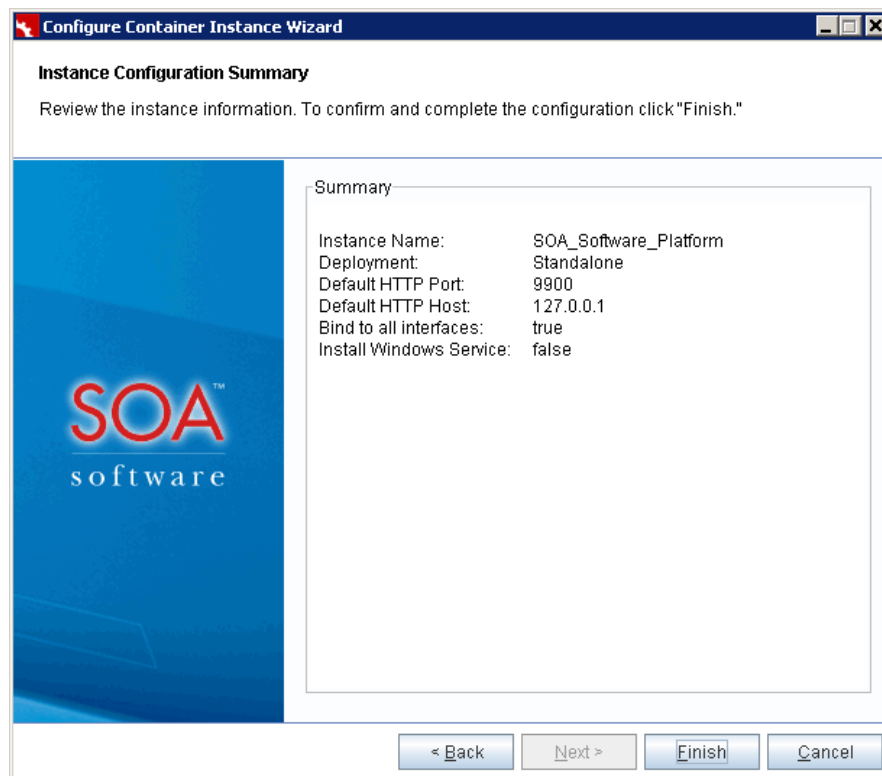 Configure Container Instance Wizard
Instance Configuration Summary
Review the instance information. To confirm and complete the configuration click "Finish."
Summary
Instance Name: SOA_Software_Platform
Deployment: Standalone
Default HTTP Port: 9900
Default HTTP Host: 127.0.0.1
Bind to all interfaces: true
Install Windows Service: false
SOA™
software
< Back Next > Finish Cancel